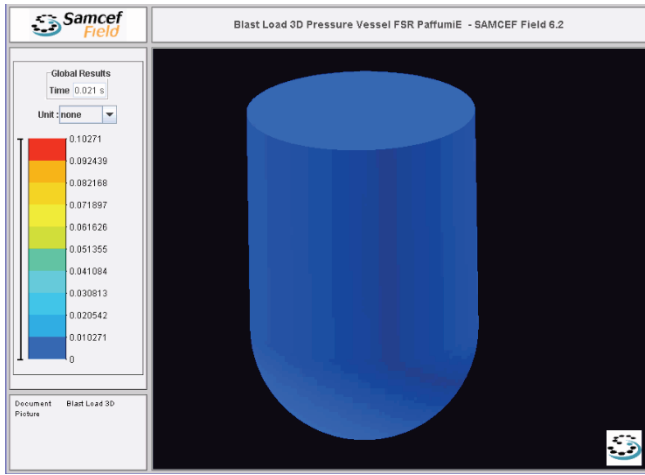 Samcef
Field
Blast Load 3D Pressure Vessel FSR PaffumiE - SAMCEF Field 6.2
Global Results
Time 0.021 s
Unit : none
0.10271
0.092439
0.082168
0.071897
0.061626
0.051355
0.041084
0.030813
0.020542
0.010271
0
Document Blast Load 3D
Picture